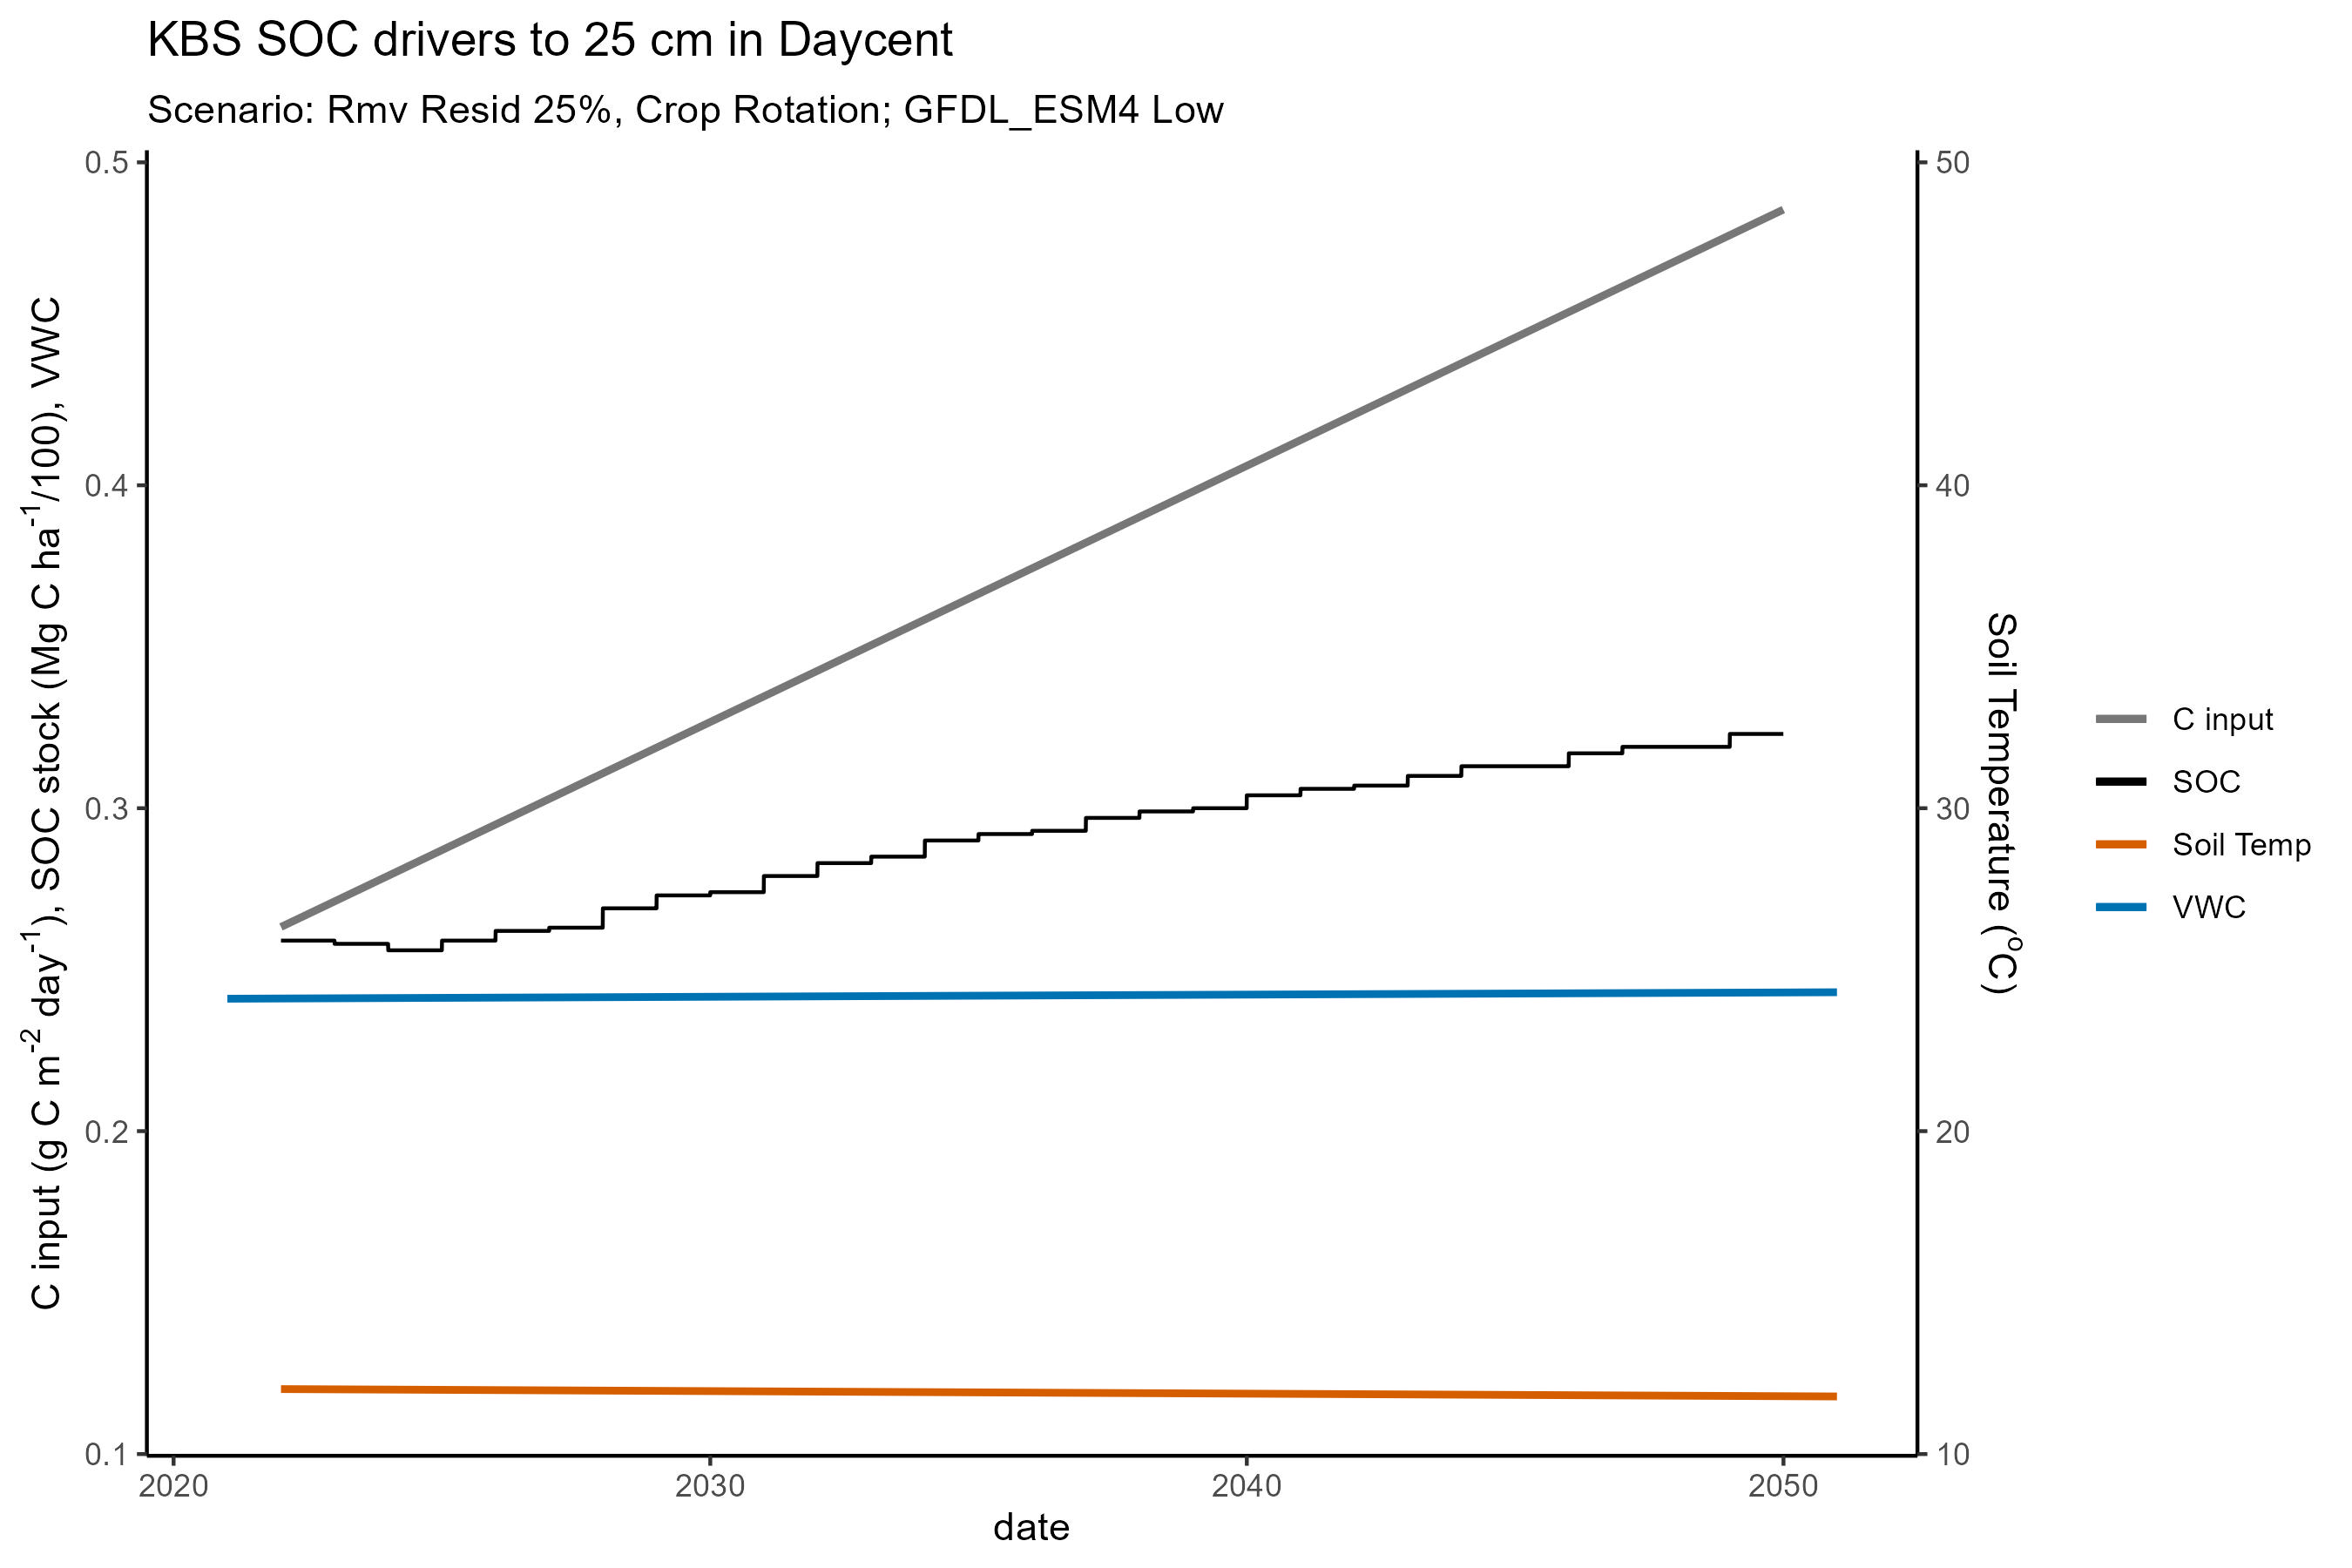 KBS SOC drivers to 25 cm in Daycent
Scenario: Rmv Resid 25%, Crop Rotation; GFDL_ESM4 Low
C input (g C m⁻² day⁻¹), SOC stock (Mg C ha⁻¹/100), VWC
0.5
0.4
0.3
0.2
0.1
2020
2030
2040
2050
date
50
40
30
20
10
Soil Temperature (°C)
C input
SOC
Soil Temp
VWC